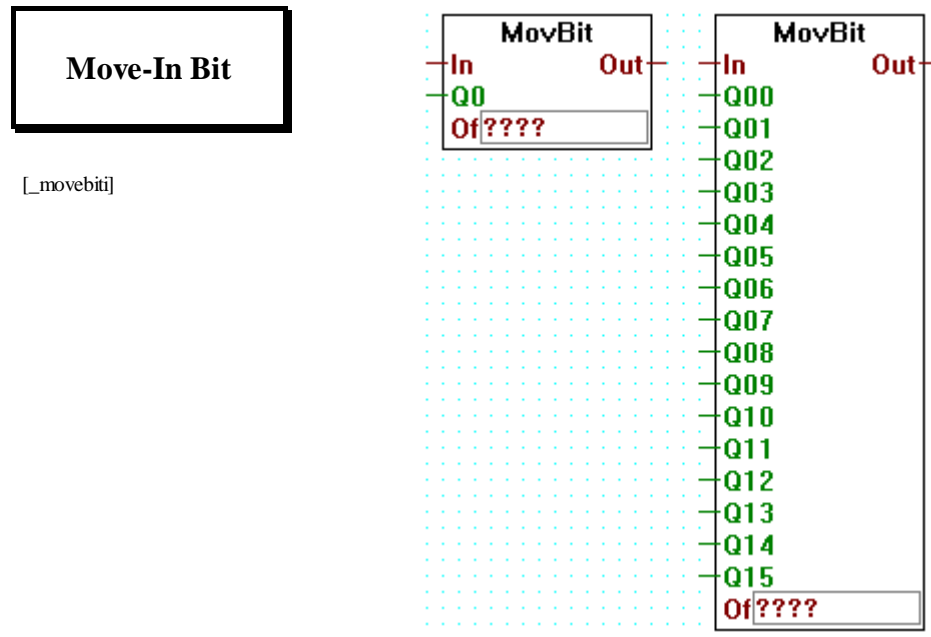 Move-In Bit
[_movebiti]
MovBit
In Out
Q0
Of ????
MovBit
In Out
Q00
Q01
Q02
Q03
Q04
Q05
Q06
Q07
Q08
Q09
Q10
Q11
Q12
Q13
Q14
Q15
Of ????